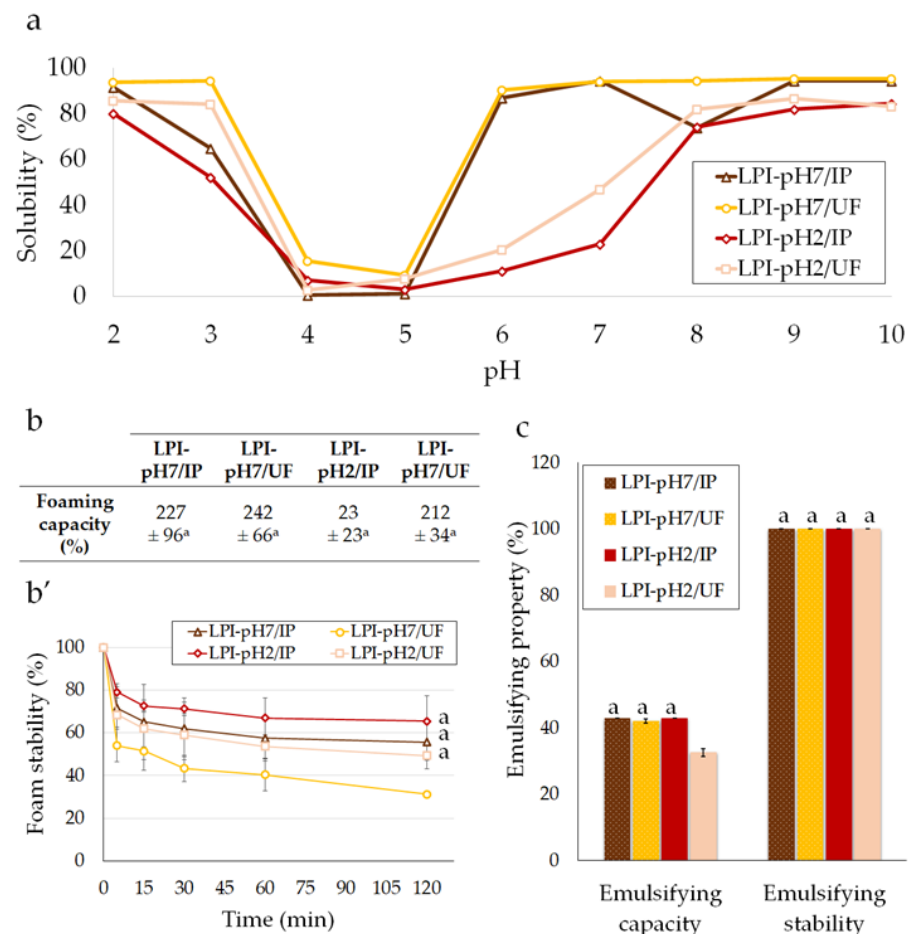 a
100
80
60
40
20
0
Solubility (%)
2 3 4 5 6 7 8 9 10
pH
LPI-pH7/IP
LPI-pH7/UF
LPI-pH2/IP
LPI-pH2/UF
b
LPI-pH7/IP LPI-pH7/UF LPI-pH2/IP LPI-pH7/UF
Foaming capacity (%)
227 ± 96ᵃ 242 ± 66ᵃ 23 ± 23ᵃ 212 ± 34ᵃ
b'
LPI-pH7/IP LPI-pH7/UF
LPI-pH2/IP LPI-pH2/UF
100
80
60
40
20
0
Foam stability (%)
a
a
a
0 15 30 45 60 75 90 105 120
Time (min)
c
120
100
80
60
40
20
0
Emulsifying property (%)
LPI-pH7/IP
LPI-pH7/UF
LPI-pH2/IP
LPI-pH2/UF
a a a
a a a a
Emulsifying capacity
Emulsifying stability